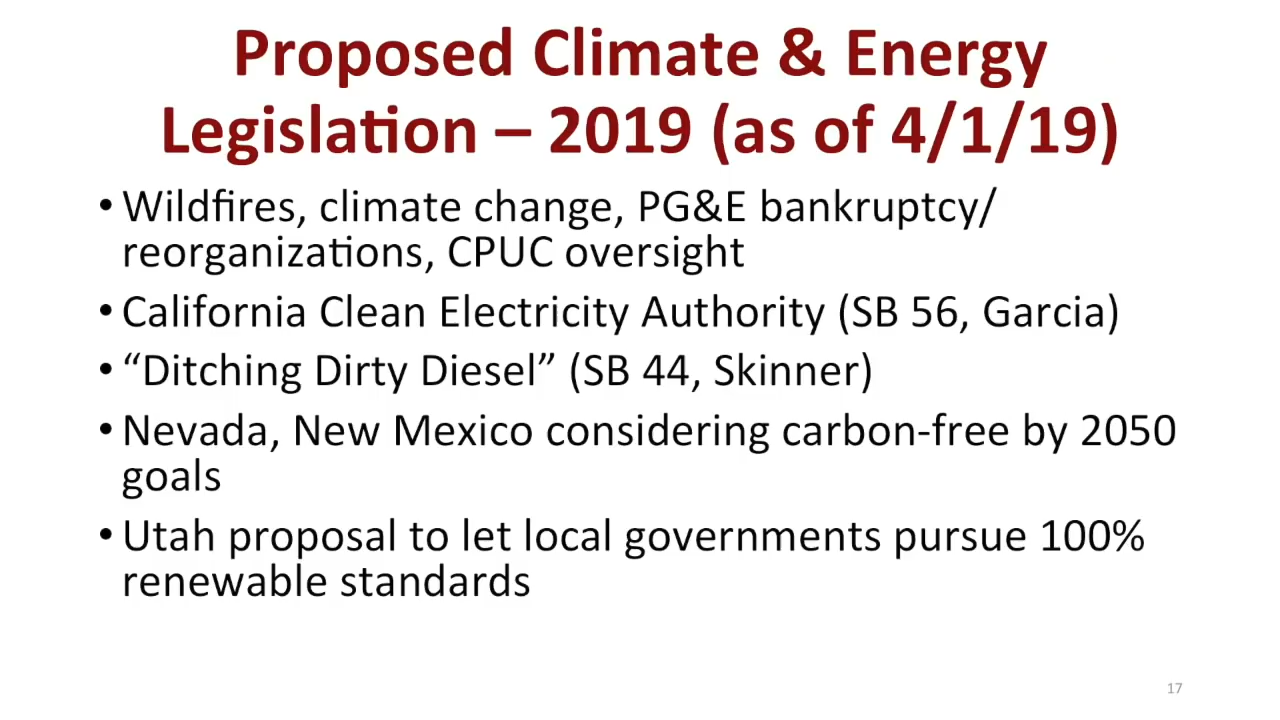 Proposed Climate & Energy
Legislation – 2019 (as of 4/1/19)
• Wildfires, climate change, PG&E bankruptcy/
reorganizations, CPUC oversight
• California Clean Electricity Authority (SB 56, Garcia)
• “Ditching Dirty Diesel” (SB 44, Skinner)
• Nevada, New Mexico considering carbon-free by 2050
goals
• Utah proposal to let local governments pursue 100%
renewable standards
17